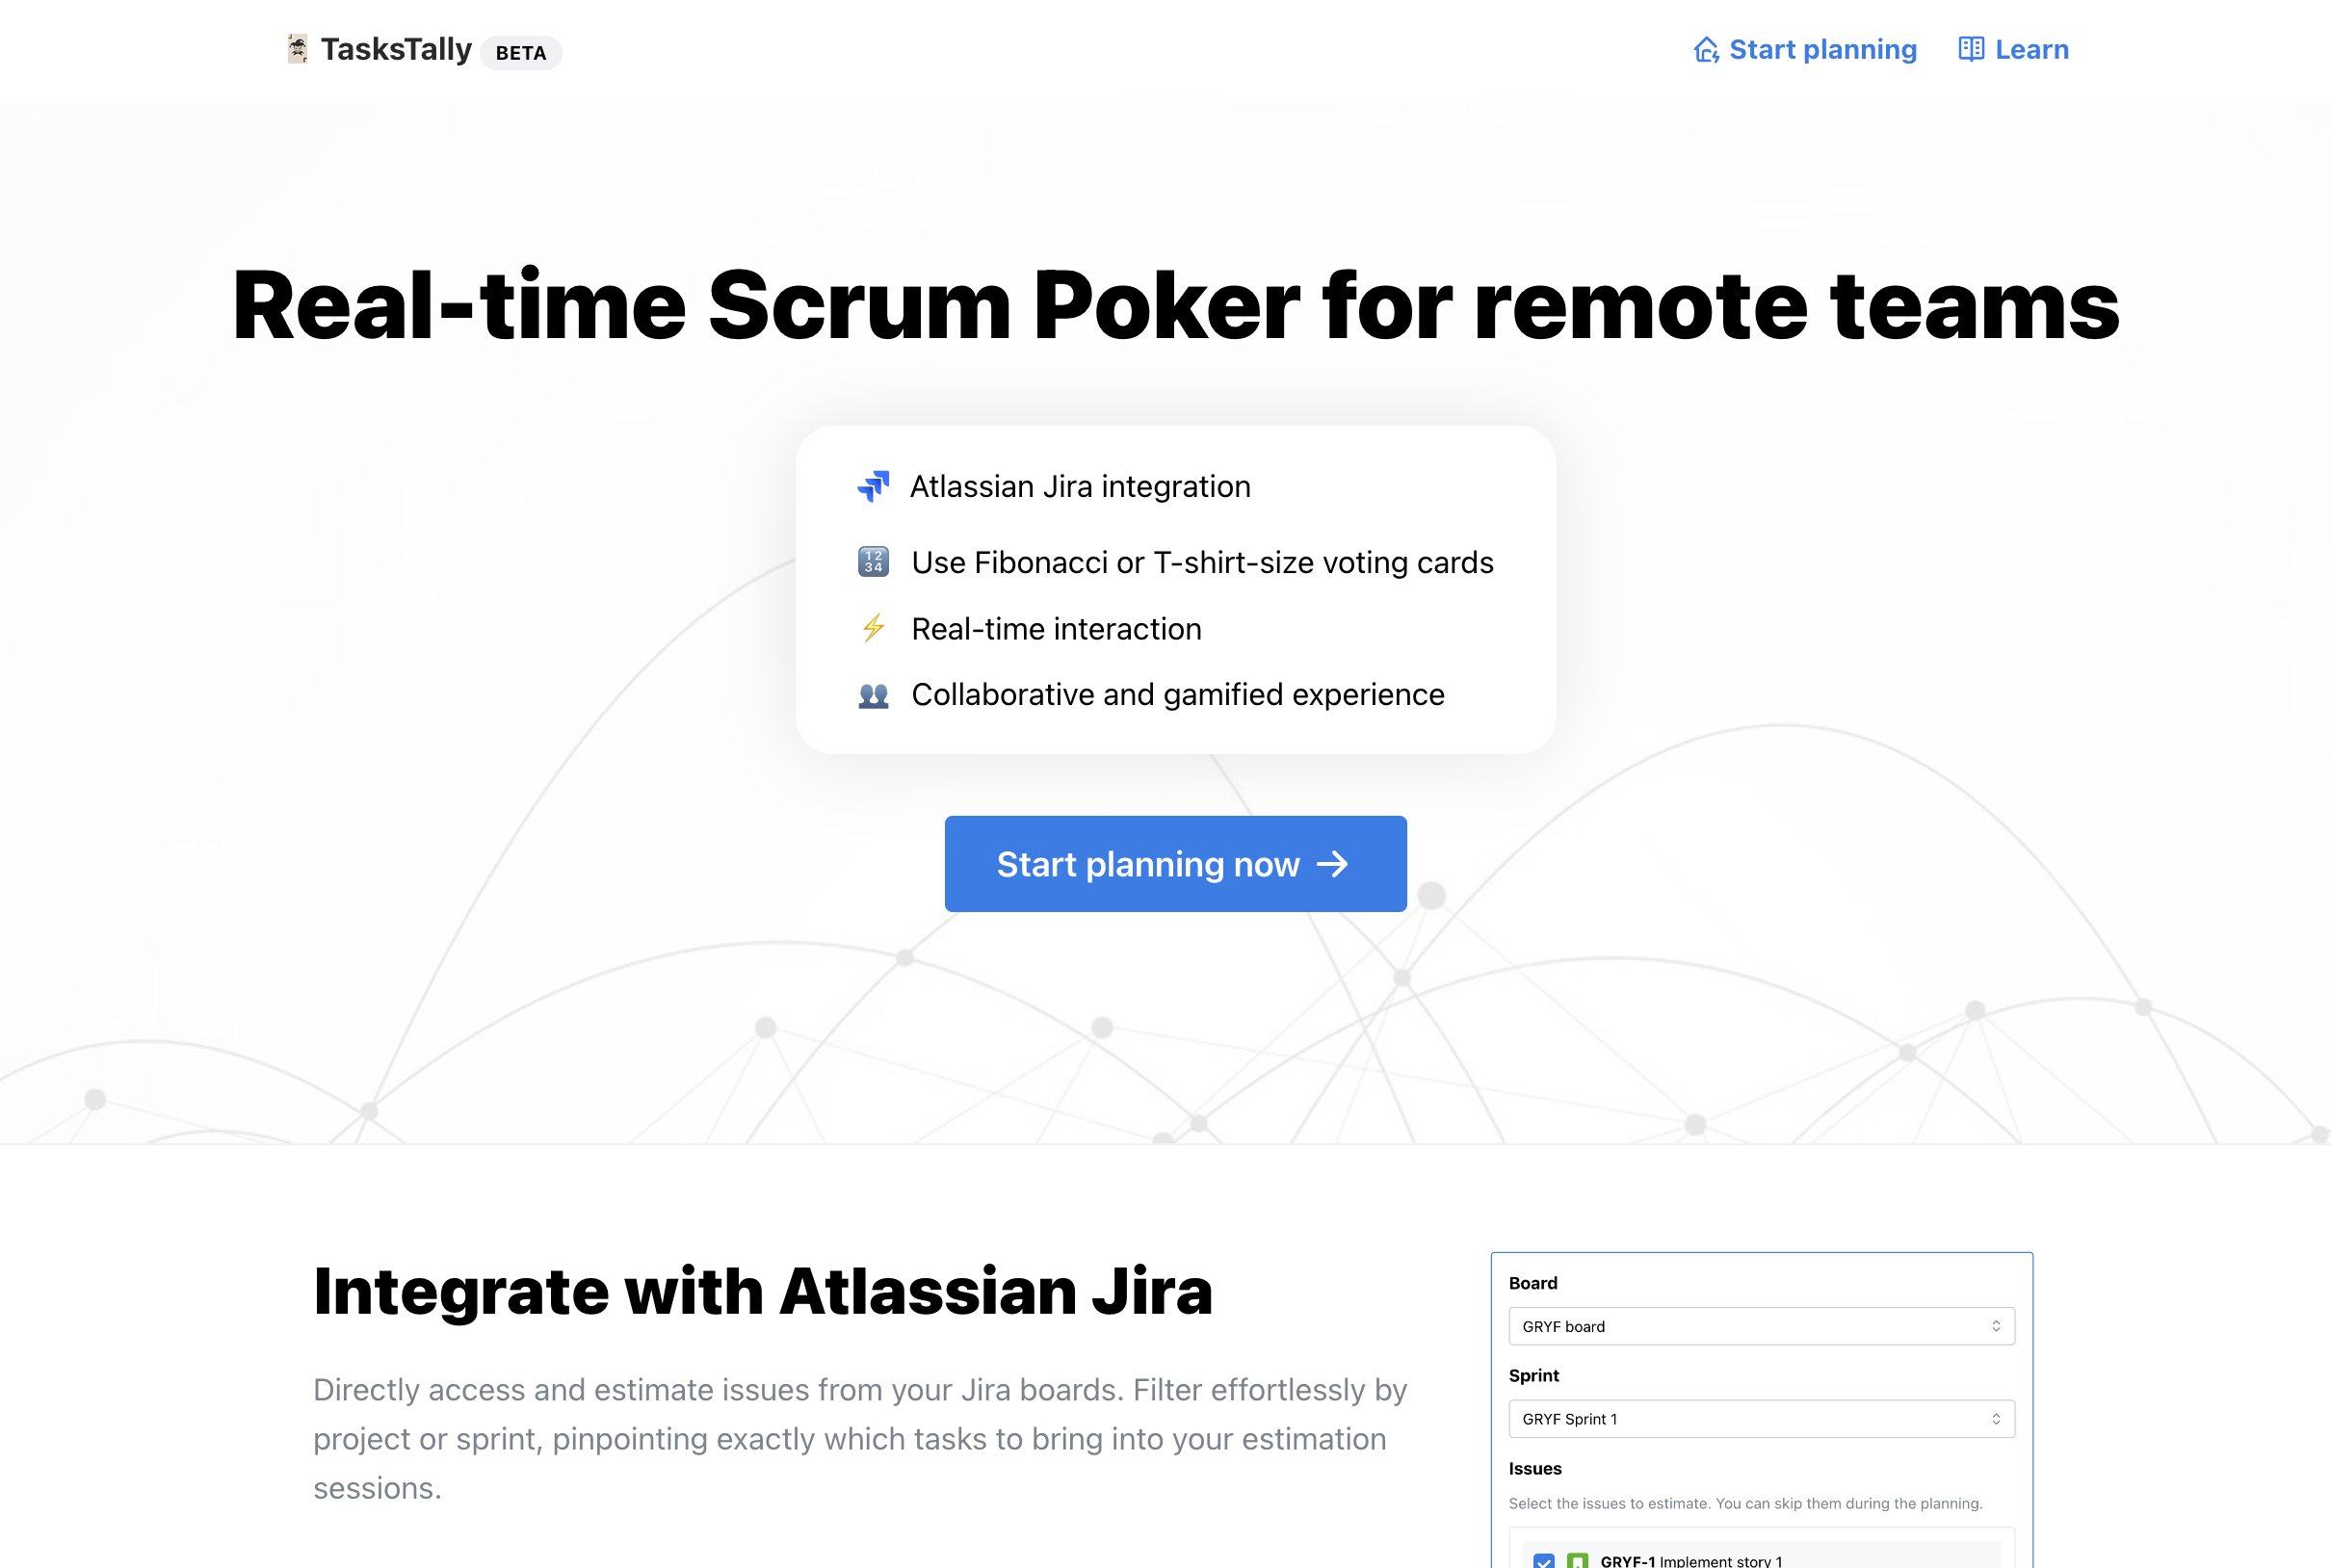 TasksTally BETA
Start planning
Learn
Real-time Scrum Poker for remote teams
Atlassian Jira integration
1 2
3 4
Use Fibonacci or T-shirt-size voting cards
Real-time interaction
Collaborative and gamified experience
Start planning now →
Integrate with Atlassian Jira
Directly access and estimate issues from your Jira boards. Filter effortlessly by
project or sprint, pinpointing exactly which tasks to bring into your estimation
sessions.
Board
GRYF board
Sprint
GRYF Sprint 1
Issues
Select the issues to estimate. You can skip them during the planning.
GRYF-1 Implement story 1